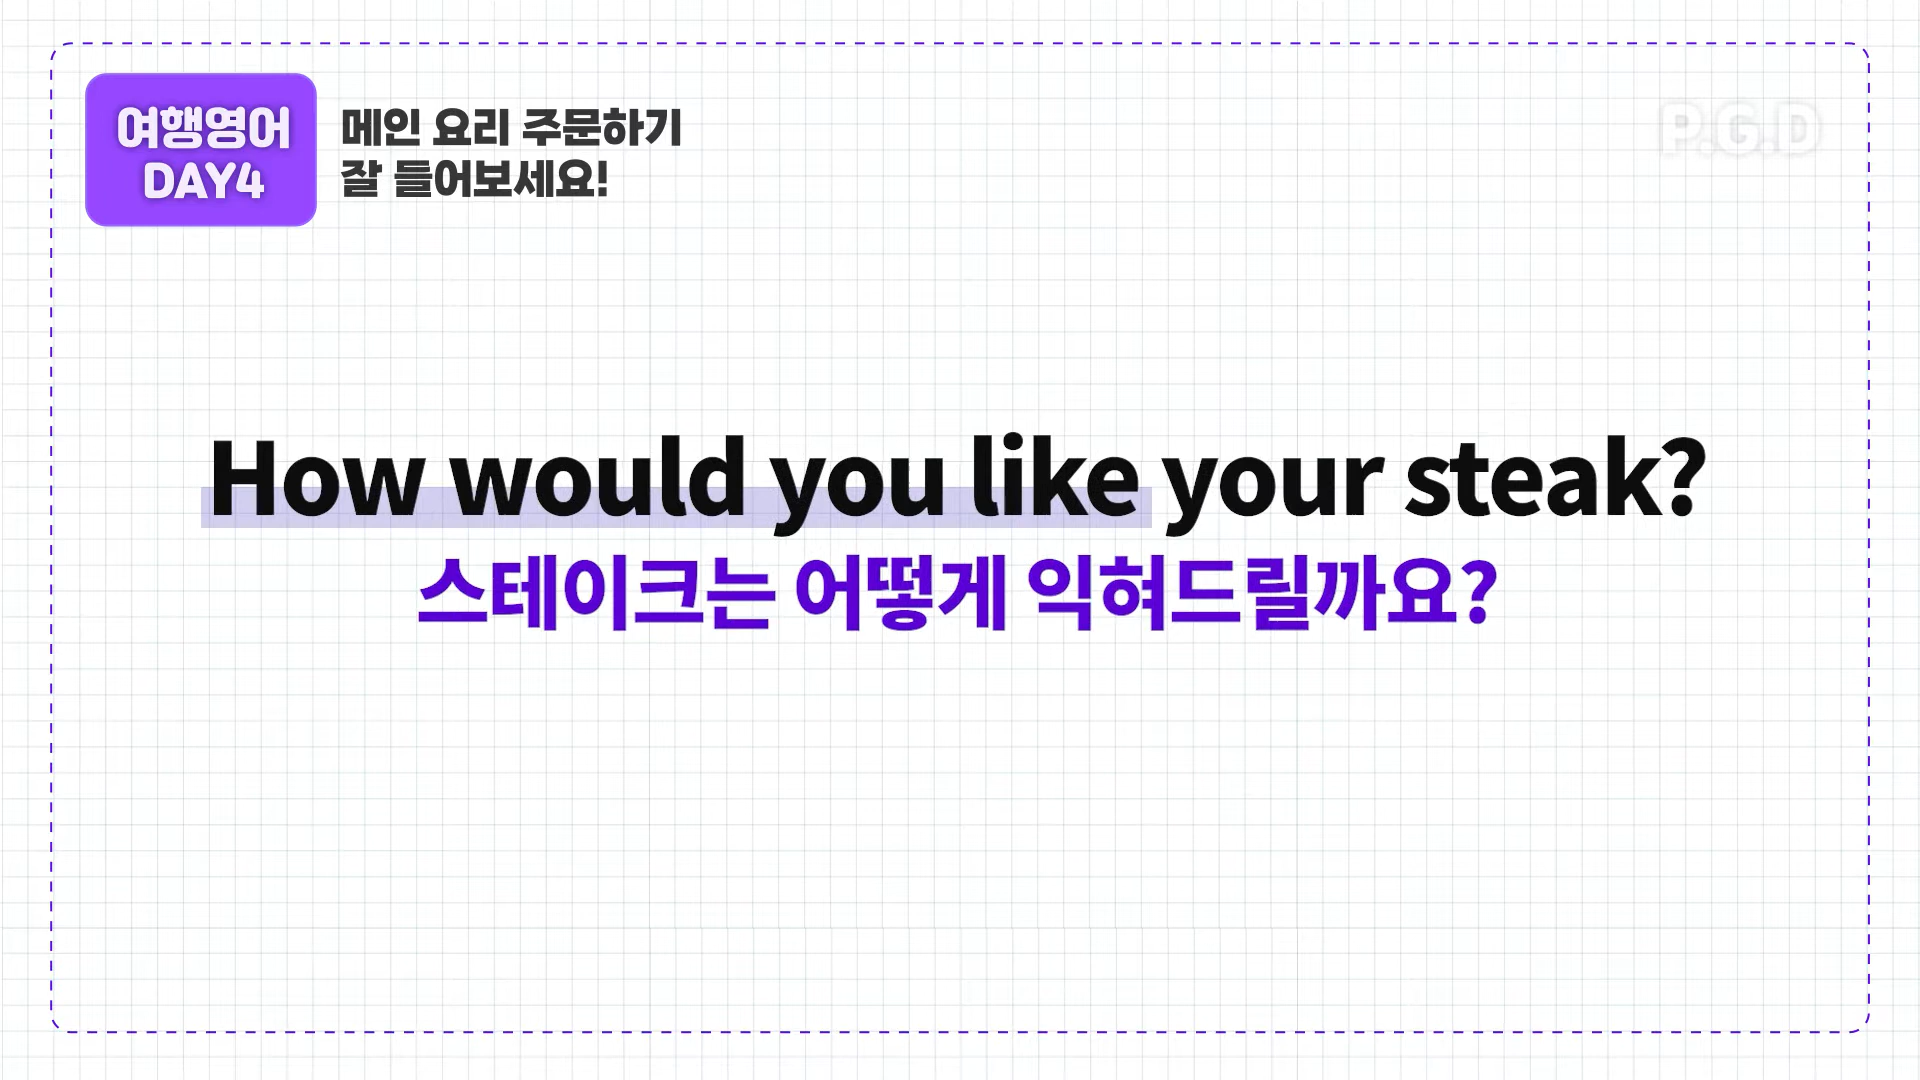 여행영어
DAY4
메인 요리 주문하기
잘 들어보세요!
P.G.D
How would you like your steak?
스테이크는 어떻게 익혀드릴까요?